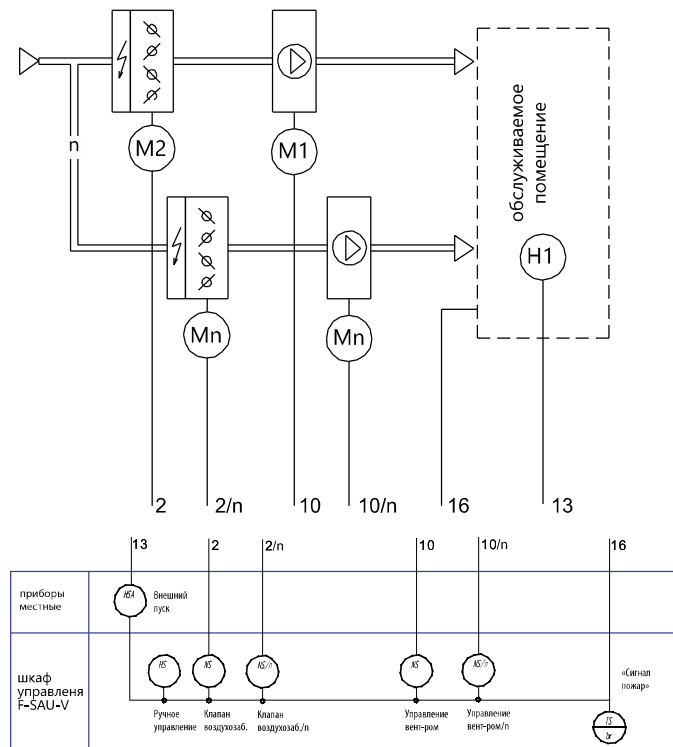 n
M2
M1
обслуживаемое
помещение
H1
Mn
Mn
2
2/n
10
10/n
16
13
13
2
2/n
10
10/n
16
приборы
местные
HSA
Внешний
пуск
шкаф
управленя
F-SAU-V
HS
NS
NS/n
NS
NS/n
Ручное
управление
Клапан
воздухозаб.
Клапан
воздухозаб./n
Управление
вент-ром
Управление
вент-ром/n
«Сигнал
пожар»
TS